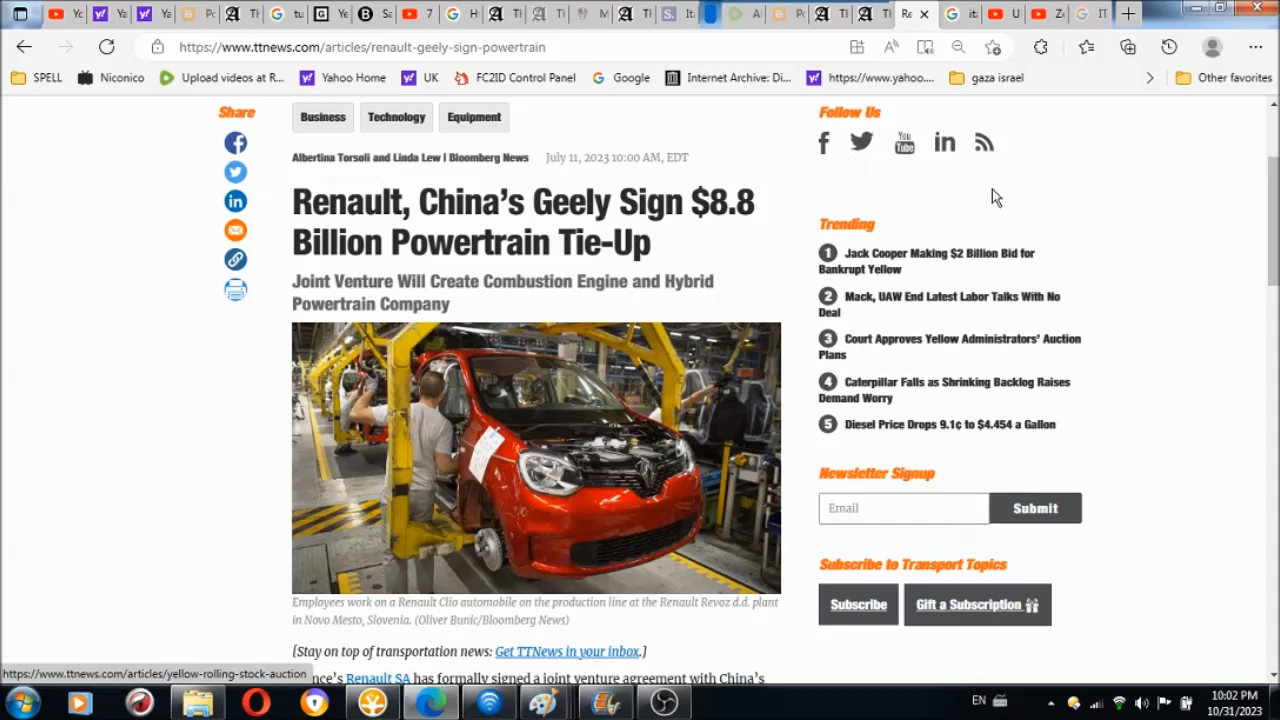 https://www.ttnews.com/articles/renault-geely-sign-powertrain
SPELL
Niconico
Upload videos at R...
Yahoo Home
UK
FC2ID Control Panel
Google
Internet Archive: Di...
https://www.yahoo....
gaza israel
Other favorites
Share
Business
Technology
Equipment
Albertina Torsoli and Linda Lew | Bloomberg News
July 11, 2023 10:00 AM, EDT
Renault, China's Geely Sign $8.8
Billion Powertrain Tie-Up
Joint Venture Will Create Combustion Engine and Hybrid
Powertrain Company
Employees work on a Renault Clio automobile on the production line at the Renault Revoz d.d. plant
in Novo Mesto, Slovenia. (Oliver Bunic/Bloomberg News)
[Stay on top of transportation news: Get TTNews in your inbox.]
nce's Renault SA has formally signed a joint venture agreement with China's
Follow Us
You
Tube
Trending
1 Jack Cooper Making $2 Billion Bid for
Bankrupt Yellow
2 Mack, UAW End Latest Labor Talks With No
Deal
3 Court Approves Yellow Administrators' Auction
Plans
4 Caterpillar Falls as Shrinking Backlog Raises
Demand Worry
5 Diesel Price Drops 9.1¢ to $4.454 a Gallon
Newsletter Signup
Email
Submit
Subscribe to Transport Topics
Subscribe
Gift a Subscription
https://www.ttnews.com/articles/yellow-rolling-stock-auction
EN
10:02 PM
10/31/2023